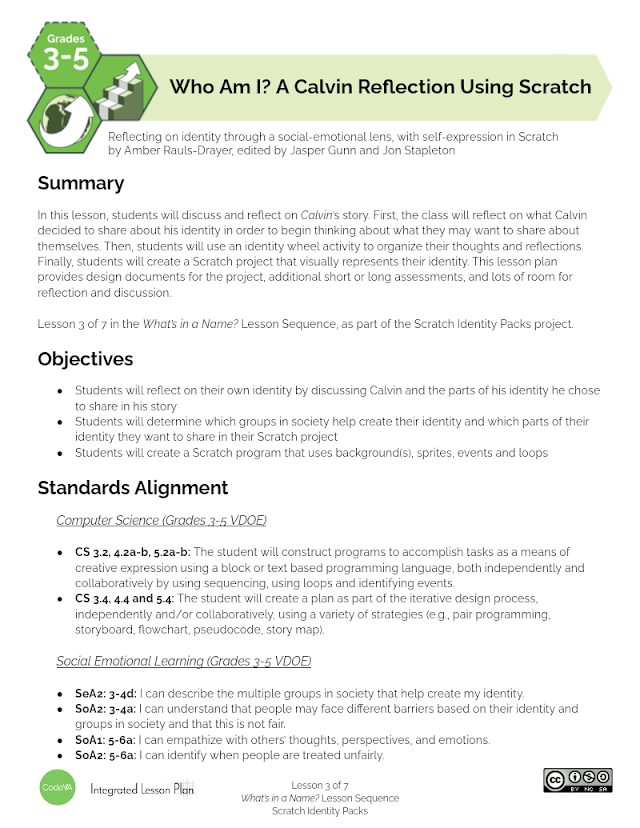 Grades
3-5
Who Am I? A Calvin Reflection Using Scratch
Reflecting on identity through a social-emotional lens, with self-expression in Scratch
by Amber Rauls-Drayer, edited by Jasper Gunn and Jon Stapleton
Summary
In this lesson, students will discuss and reflect on Calvin's story. First, the class will reflect on what Calvin
decided to share about his identity in order to begin thinking about what they may want to share about
themselves. Then, students will use an identity wheel activity to organize their thoughts and reflections.
Finally, students will create a Scratch project that visually represents their identity. This lesson plan
provides design documents for the project, additional short or long assessments, and lots of room for
reflection and discussion.
Lesson 3 of 7 in the What's in a Name? Lesson Sequence, as part of the Scratch Identity Packs project.
Objectives
● Students will reflect on their own identity by discussing Calvin and the parts of his identity he chose
to share in his story
● Students will determine which groups in society help create their identity and which parts of their
identity they want to share in their Scratch project
● Students will create a Scratch program that uses background(s), sprites, events and loops
Standards Alignment
Computer Science (Grades 3-5 VDOE)
● CS 3.2, 4.2a-b, 5.2a-b: The student will construct programs to accomplish tasks as a means of
creative expression using a block or text based programming language, both independently and
collaboratively by using sequencing, using loops and identifying events.
● CS 3.4, 4.4 and 5.4: The student will create a plan as part of the iterative design process,
independently and/or collaboratively, using a variety of strategies (e.g., pair programming,
storyboard, flowchart, pseudocode, story map).
Social Emotional Learning (Grades 3-5 VDOE)
● SeA2: 3-4d: I can describe the multiple groups in society that help create my identity.
● SoA2: 3-4a: I can understand that people may face different barriers based on their identity and
groups in society and that this is not fair.
● SoA1: 5-6a: I can empathize with others' thoughts, perspectives, and emotions.
● SoA2: 5-6a: I can identify when people are treated unfairly.
CodeVA
Integrated Lesson Plan
Lesson 3 of 7
What's in a Name? Lesson Sequence
Scratch Identity Packs
cc
BY NC SA